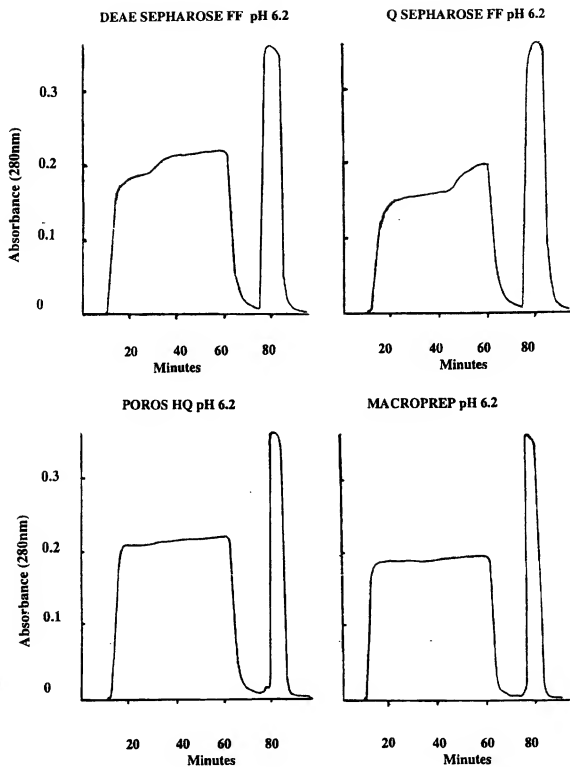 DEAE SEPHAROSE FF pH 6.2
Absorbance (280nm)
0.3
0.2
0.1
0
20 40 60 80
Minutes
Q SEPHAROSE FF pH 6.2
20 40 60 80
Minutes
POROS HQ pH 6.2
Absorbance (280nm)
0.3
0.2
0.1
0
20 40 60 80
Minutes
MACROPREP pH 6.2
20 40 60 80
Minutes